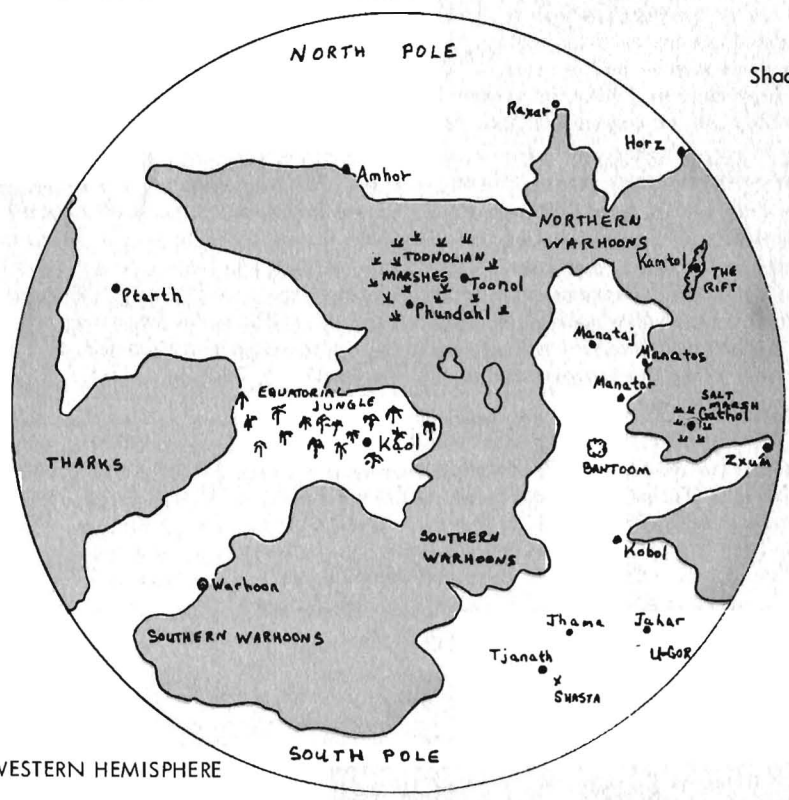 NORTH POLE
Shad
Raxar
Horz
Amhor
NORTHERN
WARHOONS
TOONOLIAN
MARSHES
Toonol
Kamtol
THE
RIFT
Ptarth
Phundahl
Manataj
Manatos
Manator
EQUATORIAL
JUNGLE
SALT
MARSH
Gathol
Kaol
THARKS
BANTOOM
Zxum
SOUTHERN
WARHOONS
Kobol
Warhoon
SOUTHERN WARHOONS
Jhama
Jahar
U-GOR
Tjanath
SHASTA
SOUTH POLE
WESTERN HEMISPHERE